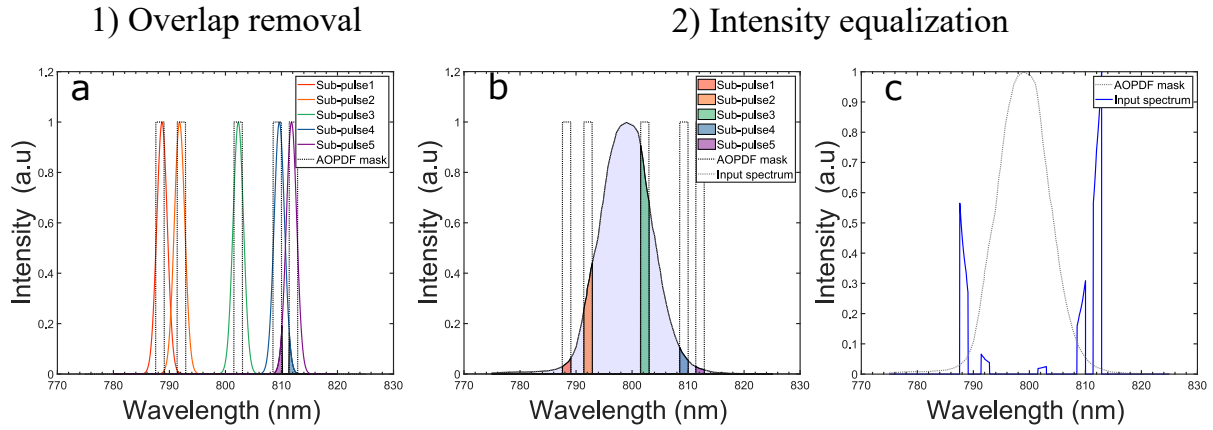 1) Overlap removal
2) Intensity equalization
a
Sub-pulse1
Sub-pulse2
Sub-pulse3
Sub-pulse4
Sub-pulse5
AOPDF mask
1.2
1
0.8
0.6
0.4
0.2
0
770
780
790
800
810
820
830
Intensity (a.u)
Wavelength (nm)
b
Sub-pulse1
Sub-pulse2
Sub-pulse3
Sub-pulse4
Sub-pulse5
AOPDF mask
Input spectrum
1.2
1
0.8
0.6
0.4
0.2
0
770
780
790
800
810
820
830
Intensity (a.u)
Wavelength (nm)
c
AOPDF mask
Input spectrum
1
0.9
0.8
0.7
0.6
0.5
0.4
0.3
0.2
0.1
0
770
780
790
800
810
820
830
Intensity (a.u)
Wavelength (nm)